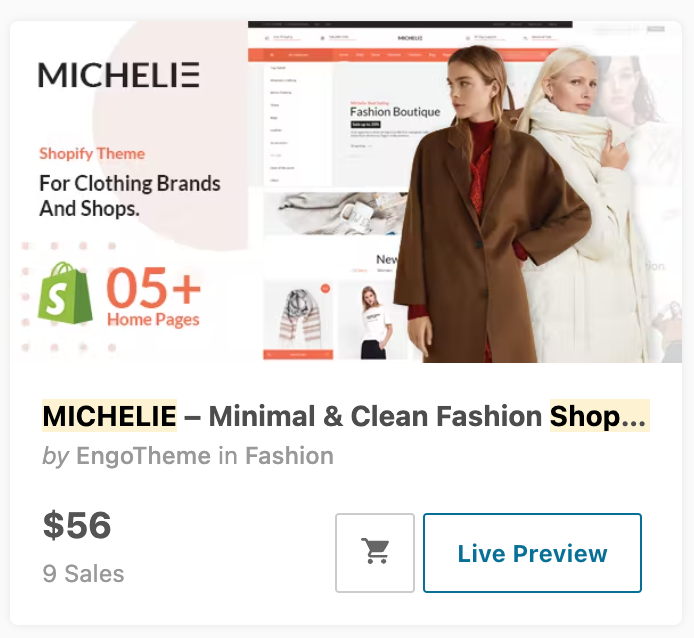 MICHELIE
Shopify Theme
For Clothing Brands
And Shops.
05+
Home Pages
MICHELIE
Fashion Boutique
New
MICHELIE – Minimal & Clean Fashion Shop...
by EngoTheme in Fashion
$56
9 Sales
Live Preview